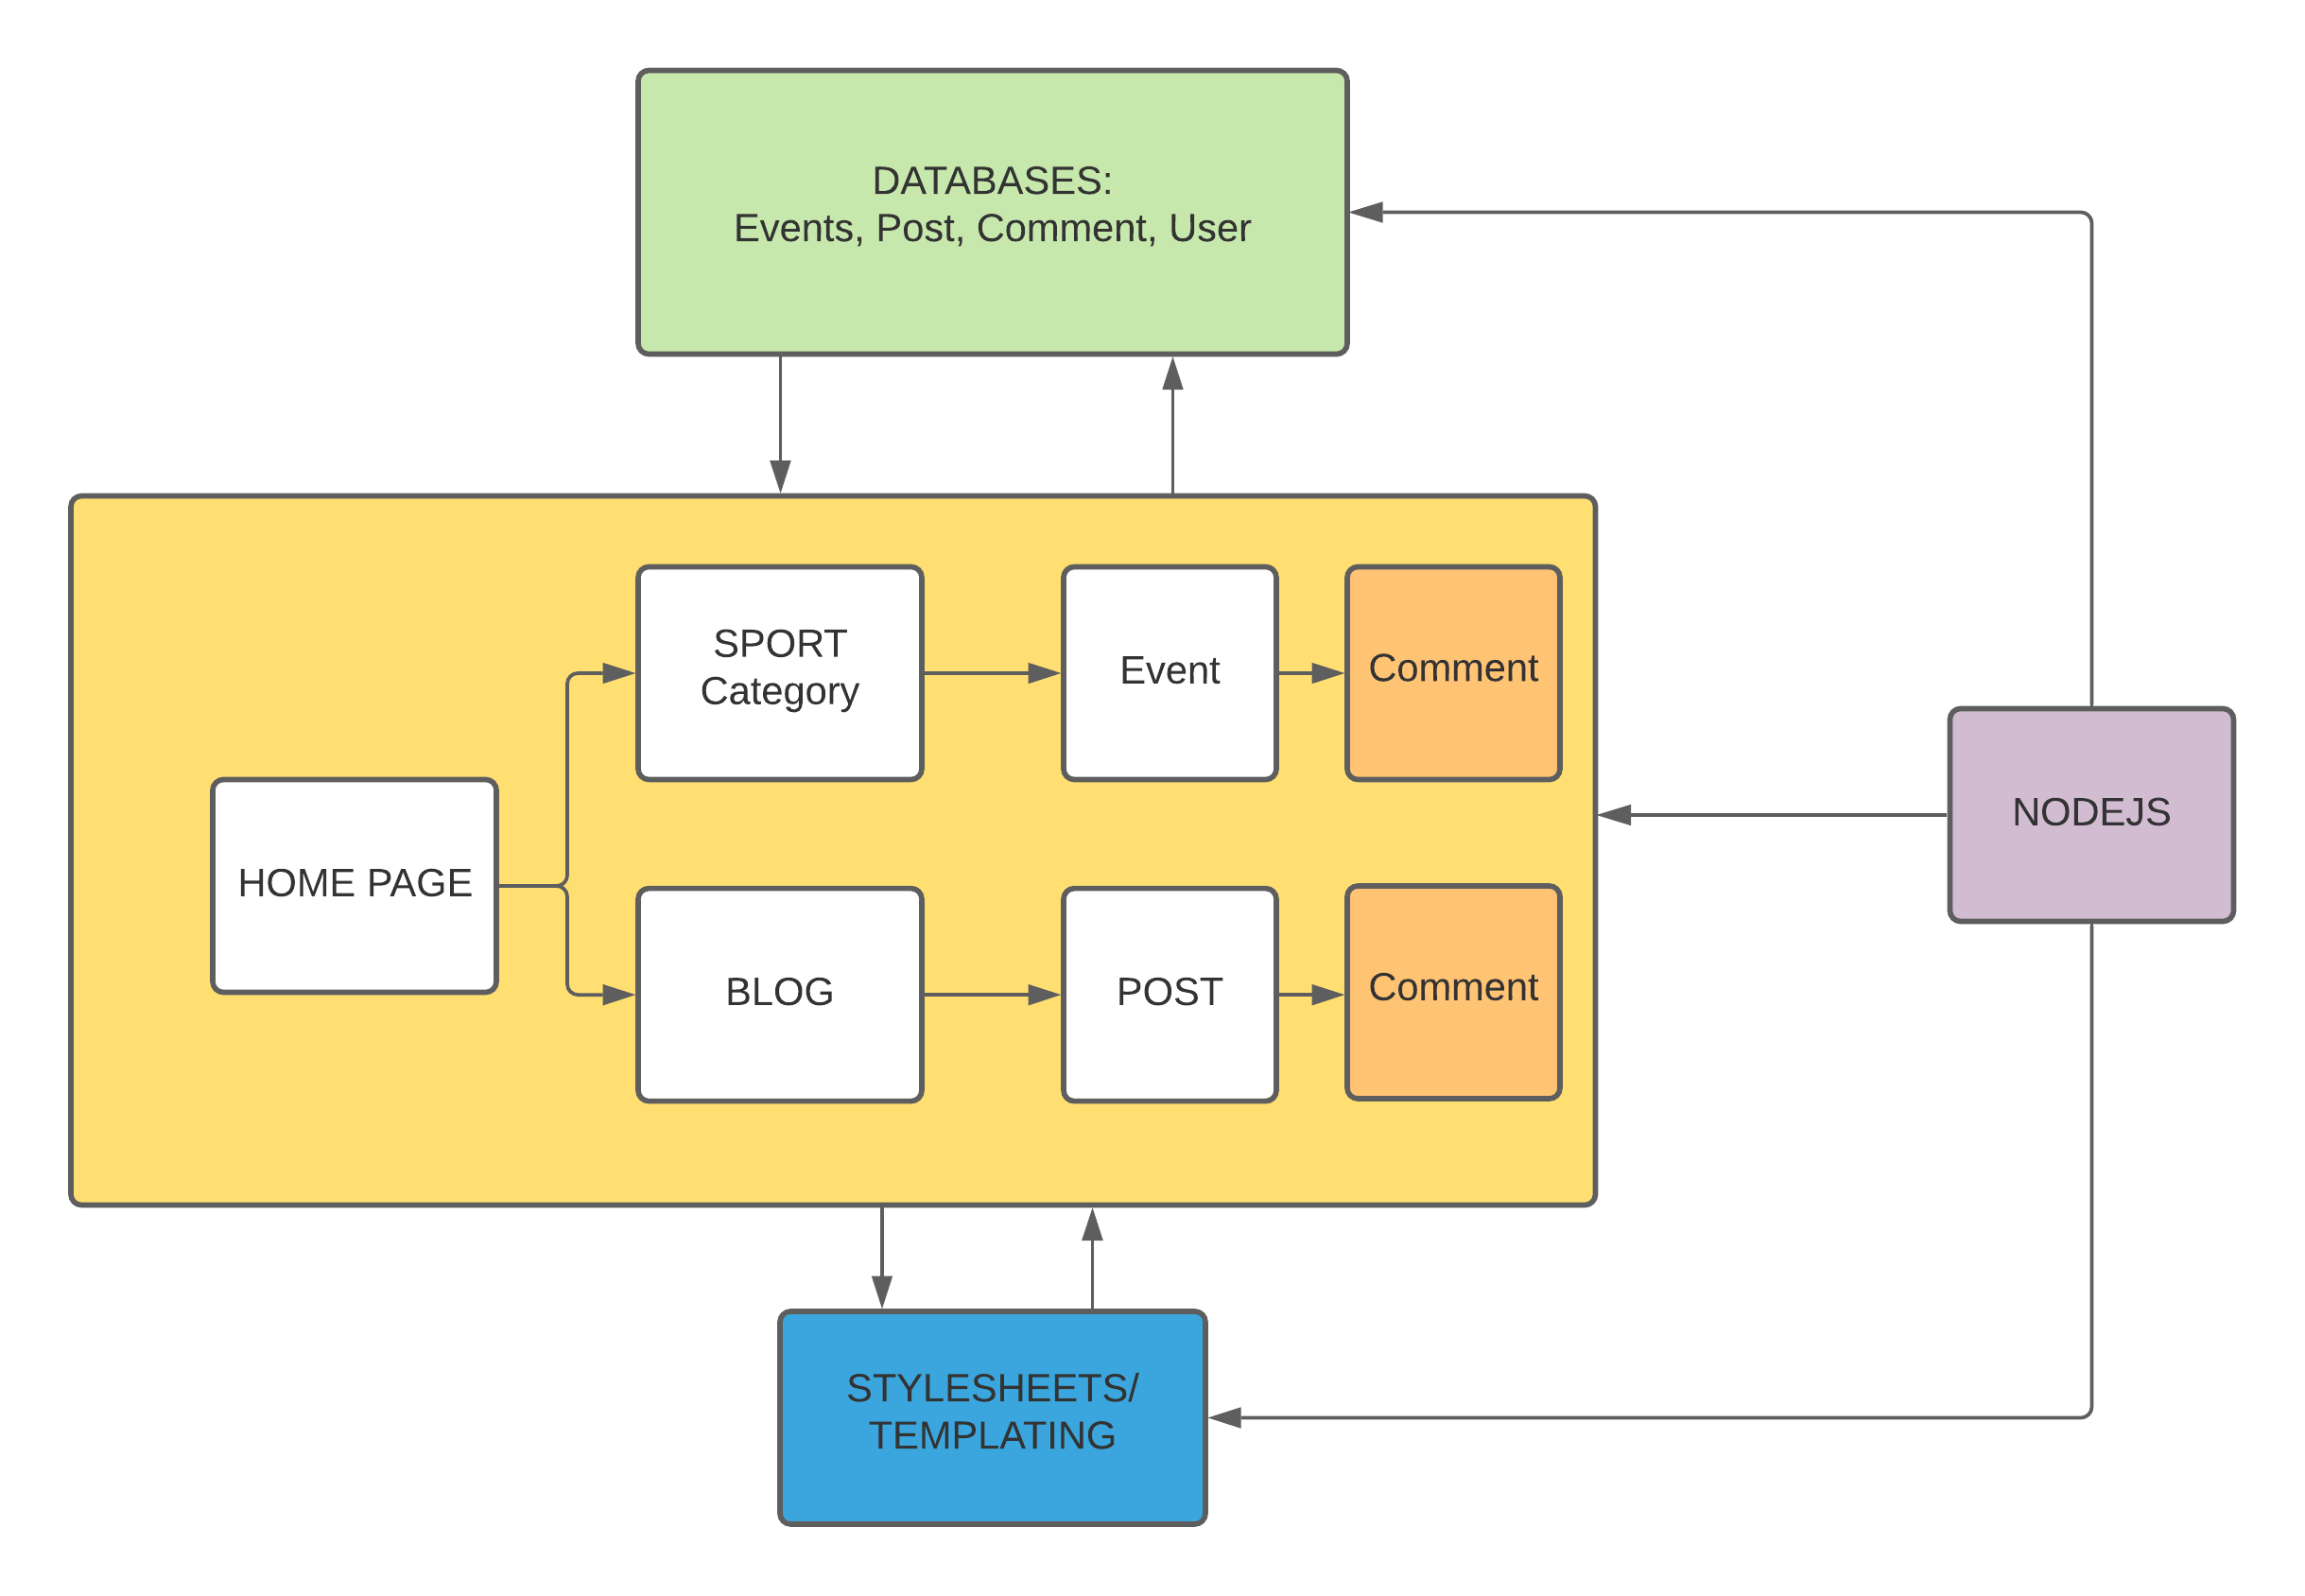 DATABASES:
Events, Post, Comment, User
SPORT
Category
Event
Comment
HOME PAGE
BLOG
POST
Comment
NODEJS
STYLESHEETS/
TEMPLATING